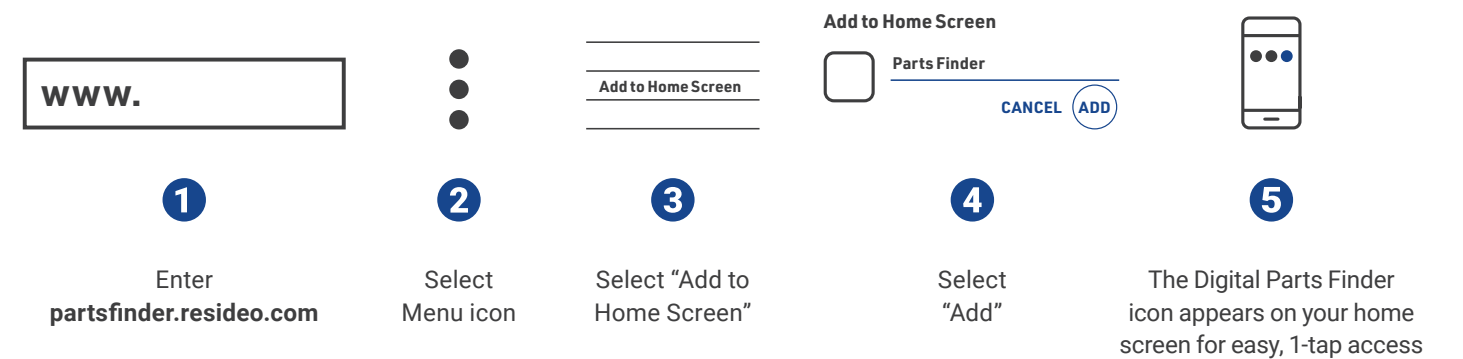 www.
Add to Home Screen
Add to Home Screen
Parts Finder
CANCEL ADD
1
2
3
4
5
Enter
partsfinder.resideo.com
Select
Menu icon
Select “Add to
Home Screen”
Select
“Add”
The Digital Parts Finder
icon appears on your home
screen for easy, 1-tap access